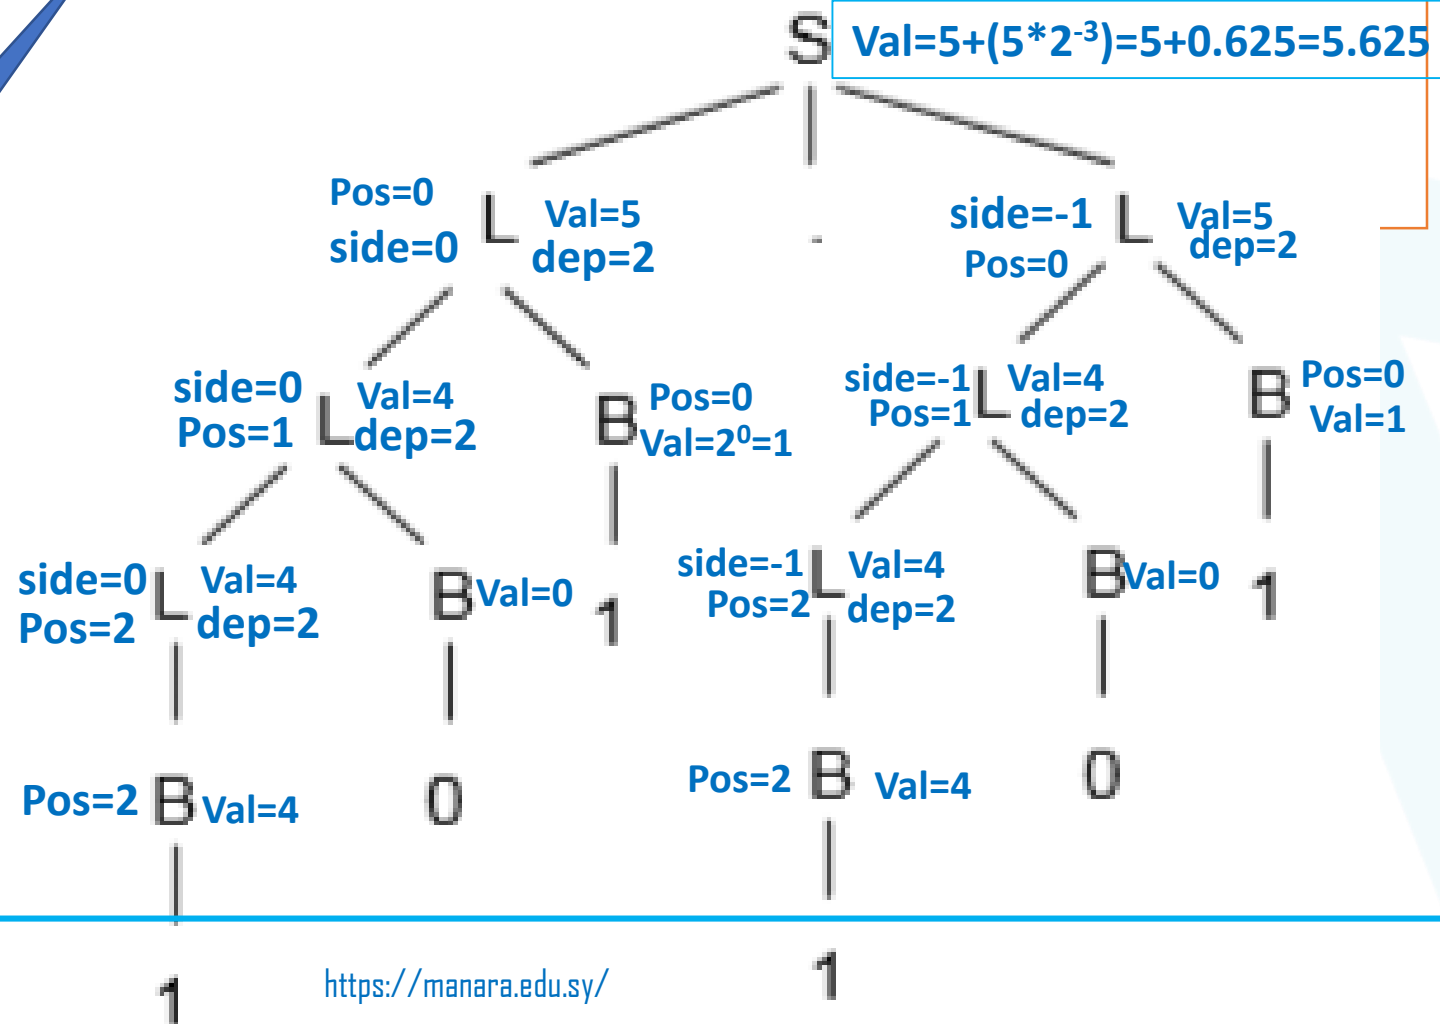 S Val=5+(5*2⁻³)=5+0.625=5.625
Pos=0
side=0
L
Val=5
dep=2
.
side=-1
Pos=0
L
Val=5
dep=2
side=0
Pos=1
L
Val=4
dep=2
B
Pos=0
Val=2⁰=1
side=-1
Pos=1
L
Val=4
dep=2
B
Pos=0
Val=1
side=0
Pos=2
L
Val=4
dep=2
B Val=0
1
side=-1
Pos=2
L
Val=4
dep=2
B Val=0
1
Pos=2 B Val=4
0
Pos=2 B Val=4
0
1
https://manara.edu.sy/
1